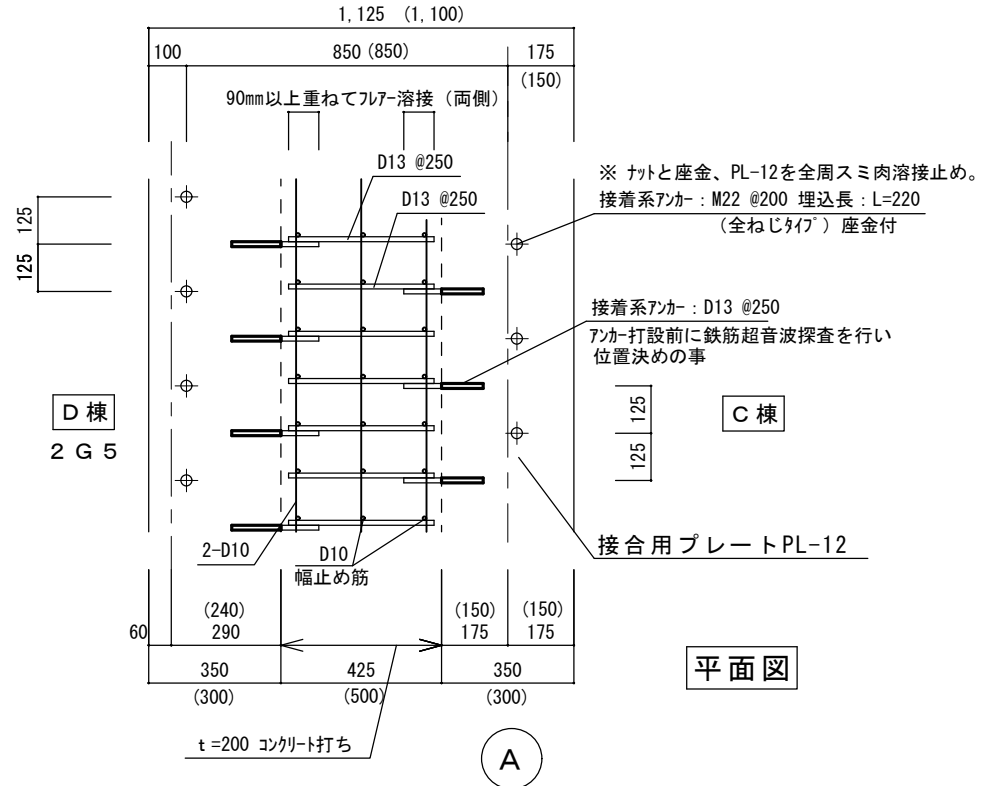 1,125 (1,100)
100
850 (850)
175
(150)
90mm以上重ねてフレアー溶接（両側）
D13 @250
D13 @250
※ ナットと座金、PL-12を全周スミ肉溶接止め。
接着系アンカー：M22 @200 埋込長：L=220
（全ねじタイプ）座金付
125
125
接着系アンカー：D13 @250
アンカー打設前に鉄筋超音波探査を行い
位置決めの事
D棟
2G5
125
125
C棟
2-D10
D10
幅止め筋
接合用プレートPL-12
(240)
(150)
(150)
60
290
175
175
350
425
350
(300)
(500)
(300)
平面図
t=200 コンクリート打ち
A